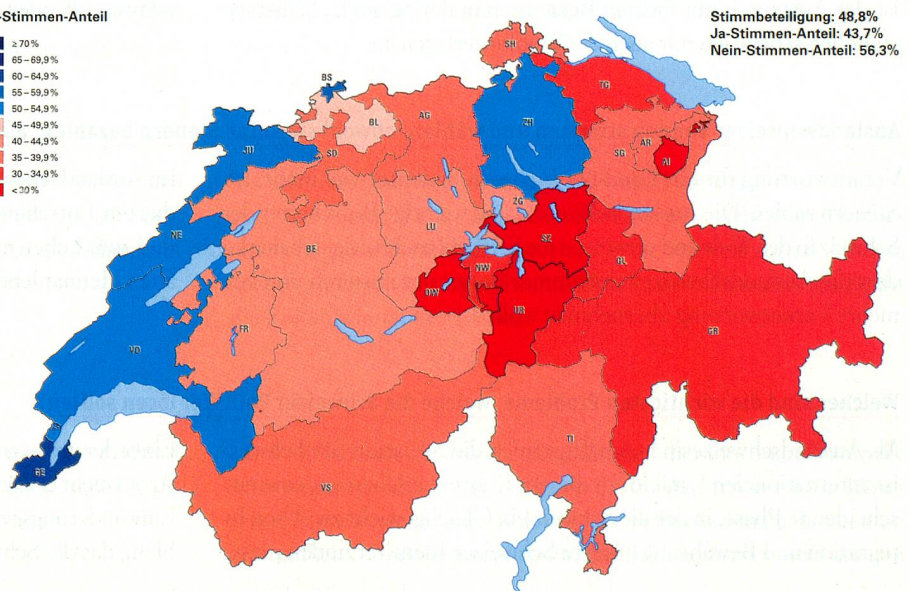 -Stimmen-Anteil
≥ 70 %
65 – 69,9 %
60 – 64,9 %
55 – 59,9 %
50 – 54,9 %
45 – 49,9 %
40 – 44,9 %
35 – 39,9 %
30 – 34,9 %
Stimmbeteiligung: 48,8%
Ja-Stimmen-Anteil: 43,7%
Nein-Stimmen-Anteil: 56,3%
SH
BS
TG
BL
AG
ZH
JU
SO
SG
AR
AI
ZG
NE
LU
SZ
BE
NW
GL
OW
UR
GR
VD
FR
TI
GE
VS